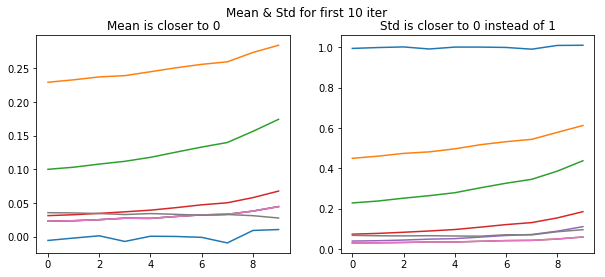 Mean & Std for first 10 iter
Mean is closer to 0
Std is closer to 0 instead of 1
0.25
0.20
0.15
0.10
0.05
0.00
0 2 4 6 8
1.0
0.8
0.6
0.4
0.2
0.0
0 2 4 6 8